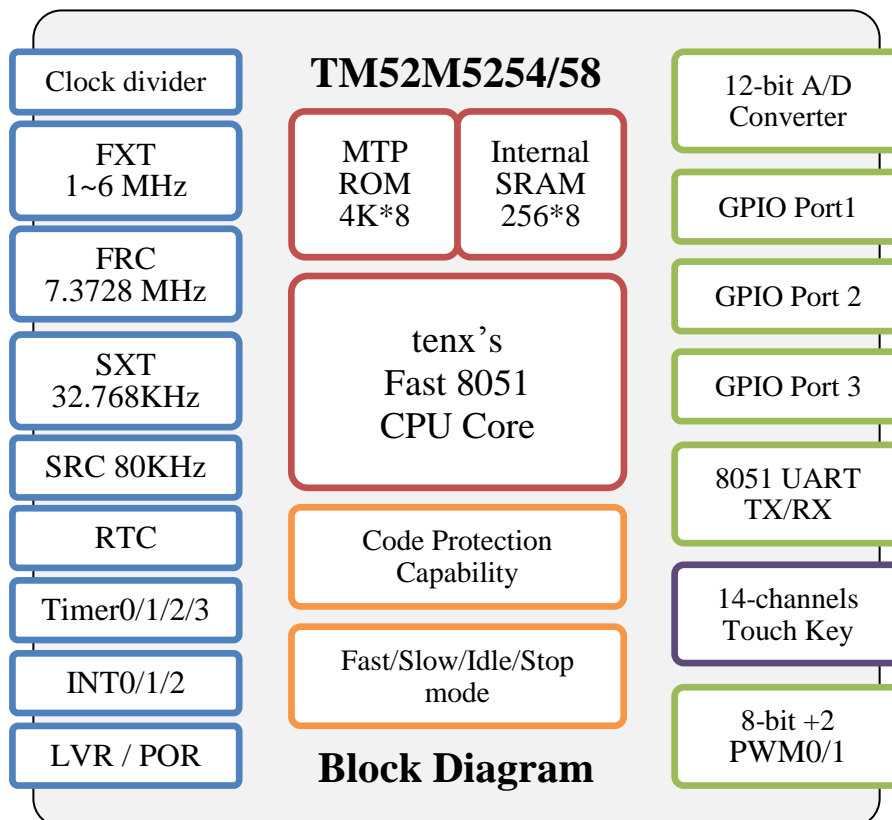 TM52M5254/58
Clock divider
FXT
1~6 MHz
FRC
7.3728 MHz
SXT
32.768KHz
SRC 80KHz
RTC
Timer0/1/2/3
INT0/1/2
LVR / POR
MTP
ROM
4K*8
Internal
SRAM
256*8
tenx’s
Fast 8051
CPU Core
Code Protection
Capability
Fast/Slow/Idle/Stop
mode
12-bit A/D
Converter
GPIO Port1
GPIO Port 2
GPIO Port 3
8051 UART
TX/RX
14-channels
Touch Key
8-bit +2
PWM0/1
Block Diagram